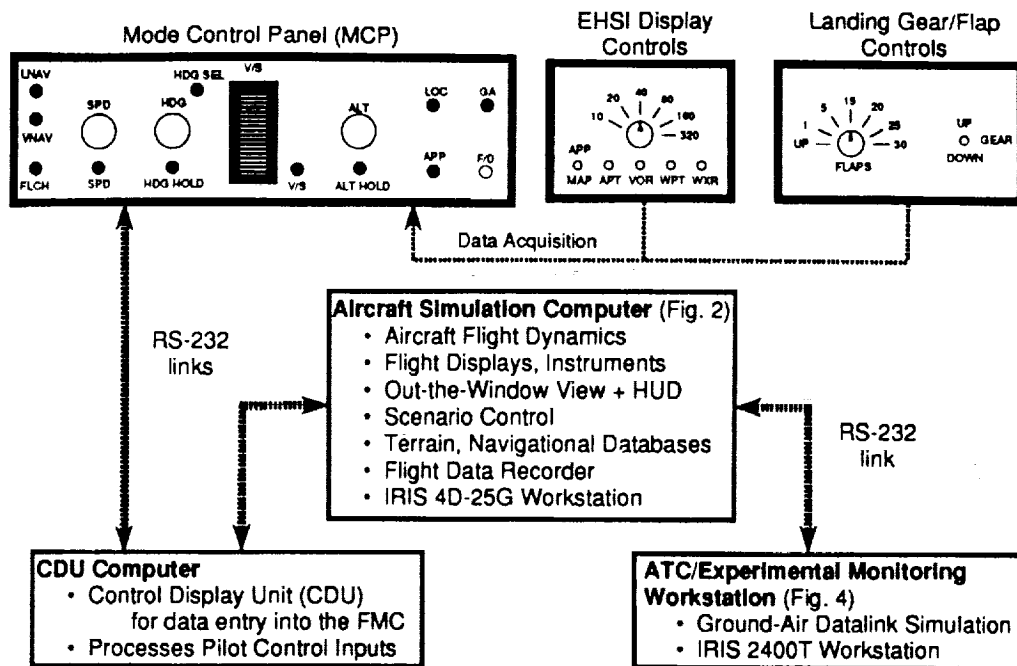 Mode Control Panel (MCP)
EHSI Display
Controls
Landing Gear/Flap
Controls
LNAV
VNAV
FLCH
SPD
SPD
HDG SEL
HDG
HDG HOLD
V/S
V/S
ALT
ALT HOLD
LOC
GA
APP
F/D
10
20
40
80
160
320
APP
MAP
APT
VOR
WPT
WXR
UP
1
5
15
20
25
30
FLAPS
UP
GEAR
DOWN
Data Acquisition
RS-232
links
Aircraft Simulation Computer (Fig. 2)
• Aircraft Flight Dynamics
• Flight Displays, Instruments
• Out-the-Window View + HUD
• Scenario Control
• Terrain, Navigational Databases
• Flight Data Recorder
• IRIS 4D-25G Workstation
RS-232
link
CDU Computer
• Control Display Unit (CDU)
for data entry into the FMC
• Processes Pilot Control Inputs
ATC/Experimental Monitoring
Workstation (Fig. 4)
• Ground-Air Datalink Simulation
• IRIS 2400T Workstation